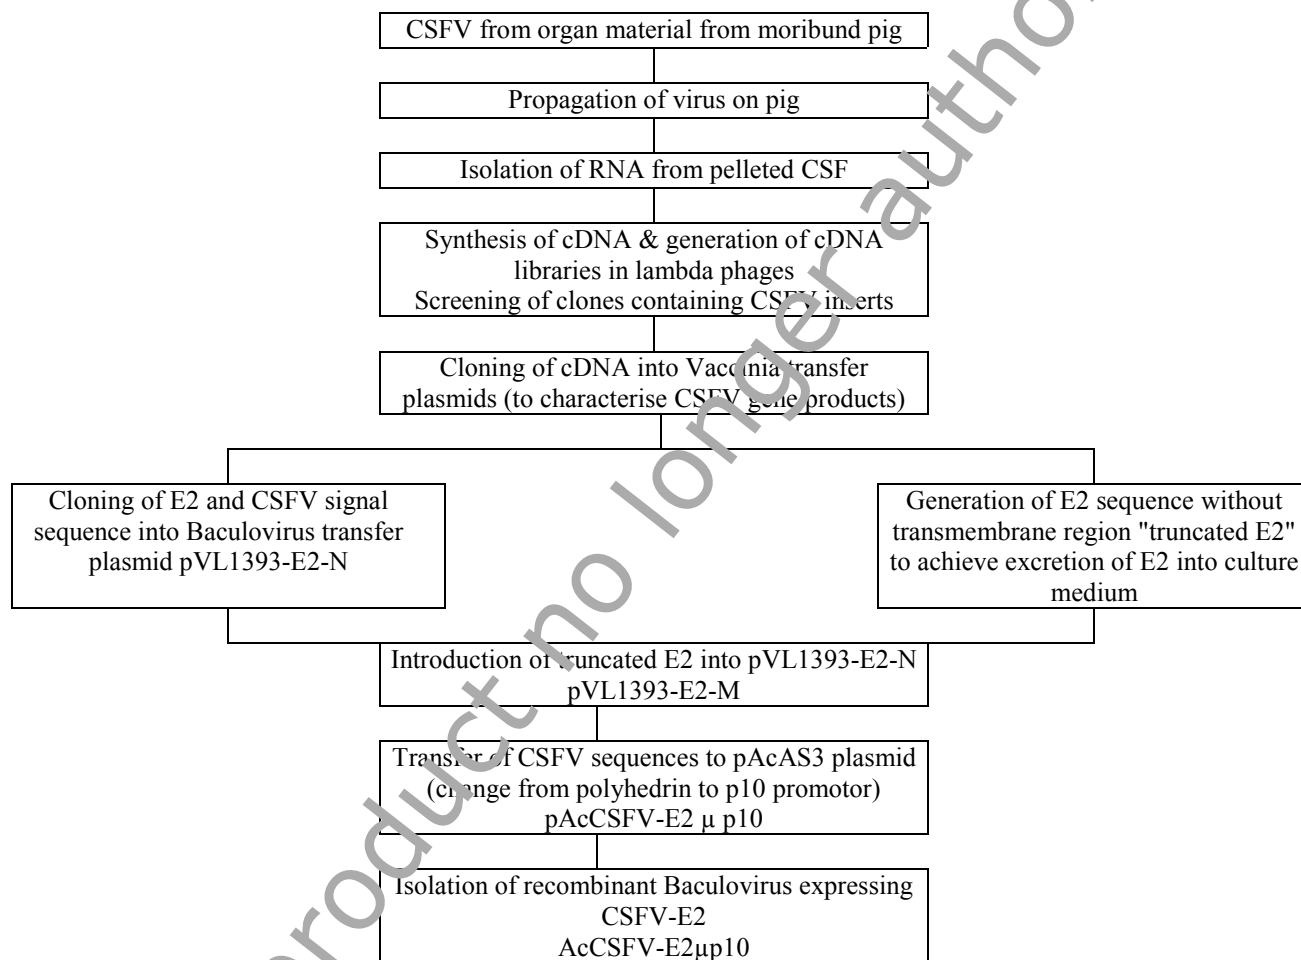 CSFV from organ material from moribund pig
Propagation of virus on pig
Isolation of RNA from pelleted CSF
Synthesis of cDNA & generation of cDNA
libraries in lambda phages
Screening of clones containing CSFV inserts
Cloning of cDNA into Vaccinia transfer
plasmids (to characterise CSFV gene products)
Cloning of E2 and CSFV signal
sequence into Baculovirus transfer
plasmid pVL1393-E2-N
Generation of E2 sequence without
transmembrane region "truncated E2"
to achieve excretion of E2 into culture
medium
Introduction of truncated E2 into pVL1393-E2-N
pVL1393-E2-M
Transfer of CSFV sequences to pAcAS3 plasmid
(change from polyhedrin to p10 promotor)
pAcCSFV-E2 µ p10
Isolation of recombinant Baculovirus expressing
CSFV-E2
AcCSFV-E2µp10
product no longer autho